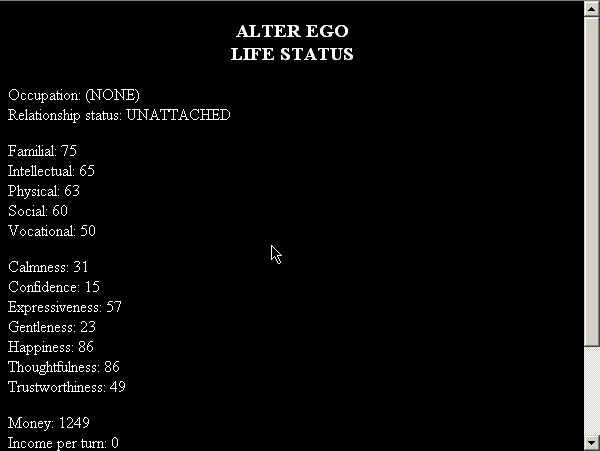 ALTER EGO
LIFE STATUS
Occupation: (NONE)
Relationship status: UNATTACHED
Familial: 75
Intellectual: 65
Physical: 63
Social: 60
Vocational: 50
Calmness: 31
Confidence: 15
Expressiveness: 57
Gentleness: 23
Happiness: 86
Thoughtfulness: 86
Trustworthiness: 49
Money: 1249
Income per turn: 0